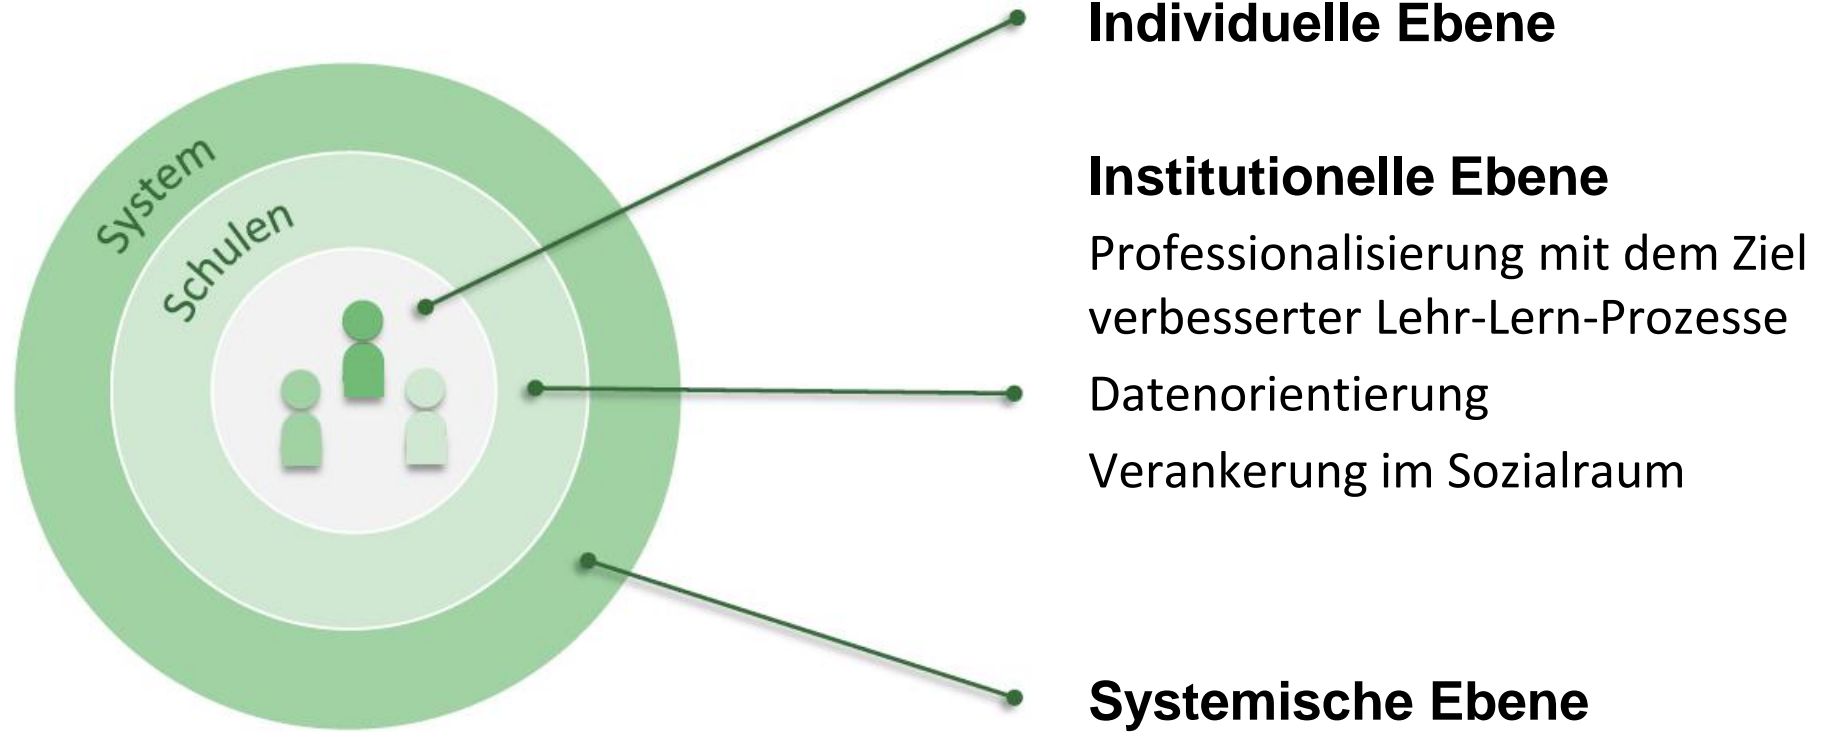 System
Schulen
Individuelle Ebene
Institutionelle Ebene
Professionalisierung mit dem Ziel
verbesserter Lehr-Lern-Prozesse
Datenorientierung
Verankerung im Sozialraum
Systemische Ebene